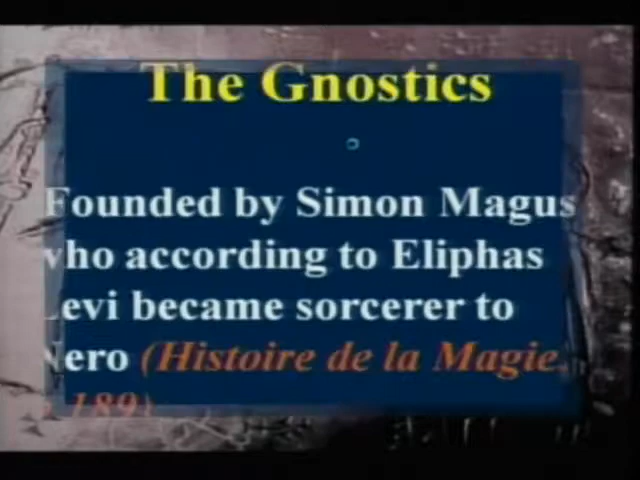 The Gnostics
Founded by Simon Magus
who according to Eliphas
Levi became sorcerer to
Nero (Histoire de la Magie,
189)